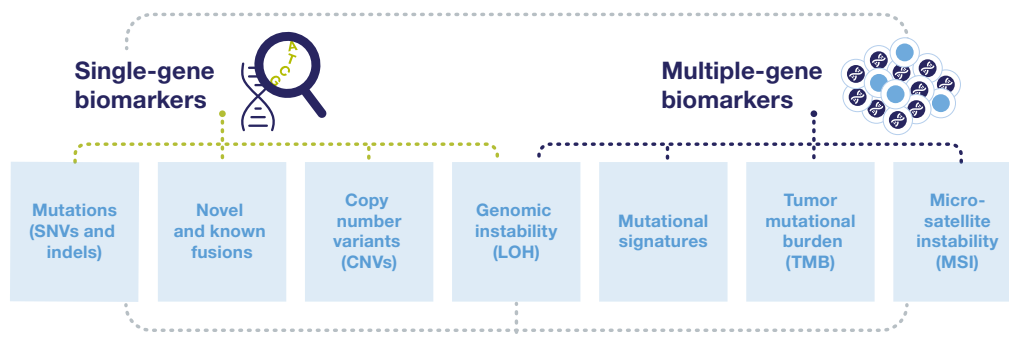 Single-gene
biomarkers
A
T
C
G
Multiple-gene
biomarkers
Mutations
(SNVs and
indels)
Novel
and known
fusions
Copy
number
variants
(CNVs)
Genomic
instability
(LOH)
Mutational
signatures
Tumor
mutational
burden
(TMB)
Micro-
satellite
instability
(MSI)